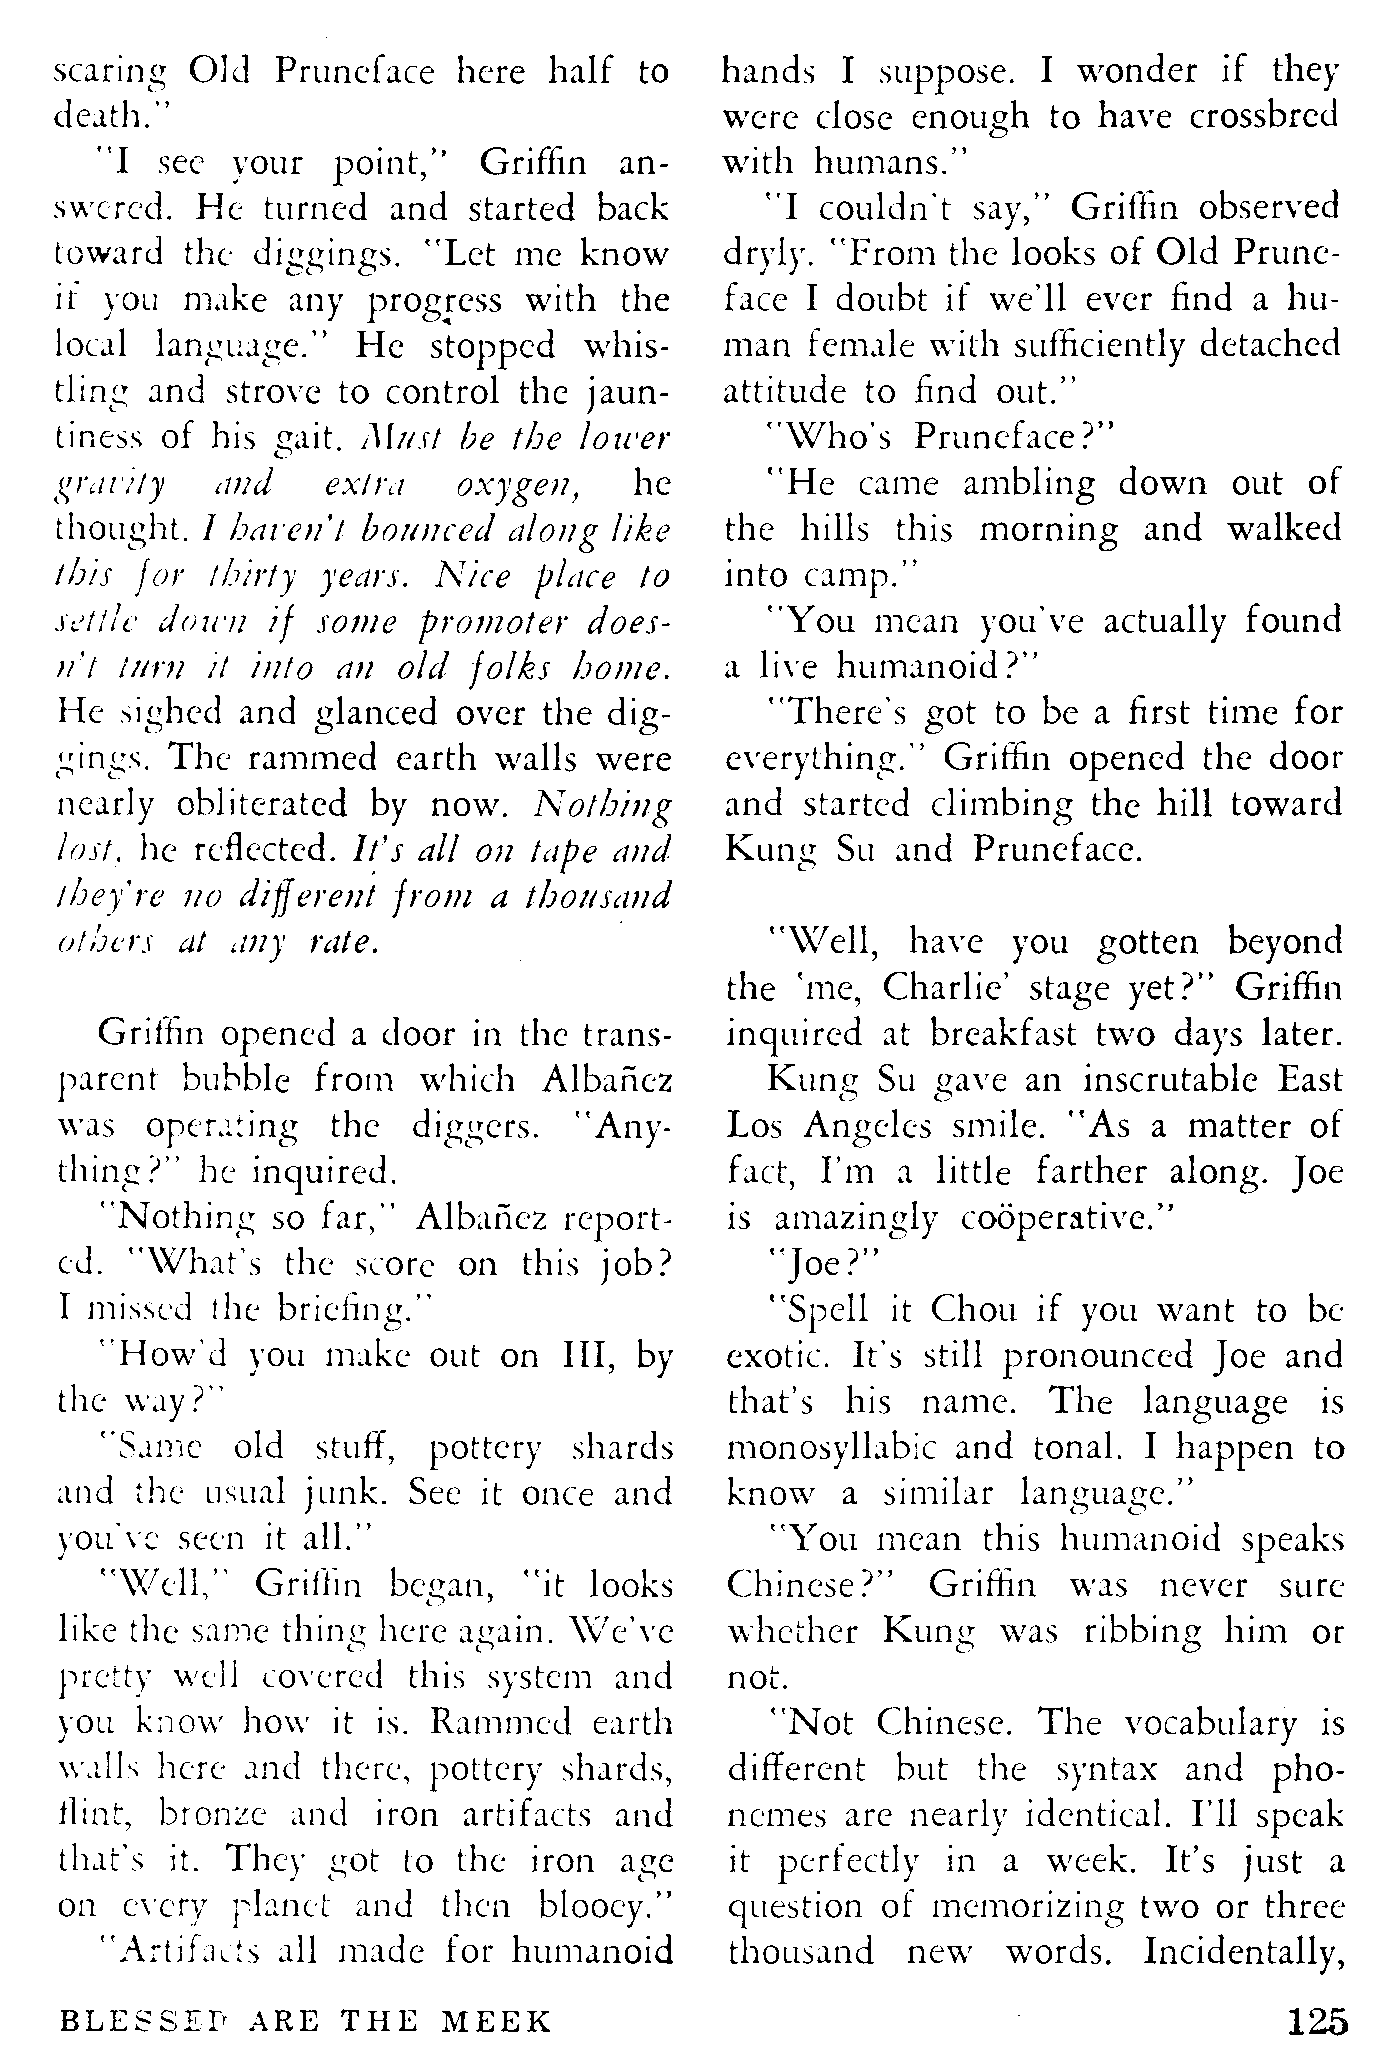 scaring Old Pruneface here half to
death."
"I see your point," Griffin an-
swered. He turned and started back
toward the diggings. "Let me know
if you make any progress with the
local language." He stopped whis-
tling and strove to control the jaun-
tiness of his gait. Must be the lower
gravity and extra oxygen, he
thought. I haven't bounced along like
this for thirty years. Nice place to
settle down if some promoter does-
n't turn it into an old folks home.
He sighed and glanced over the dig-
gings. The rammed earth walls were
nearly obliterated by now. Nothing
lost, he reflected. It's all on tape and
they're no different from a thousand
others at any rate.

Griffin opened a door in the trans-
parent bubble from which Albañez
was operating the diggers. "Any-
thing?" he inquired.
"Nothing so far," Albañez report-
ed. "What's the score on this job?
I missed the briefing."
"How'd you make out on III, by
the way?"
"Same old stuff, pottery shards
and the usual junk. See it once and
you've seen it all."
"Well," Griffin began, "it looks
like the same thing here again. We've
pretty well covered this system and
you know how it is. Rammed earth
walls here and there, pottery shards,
flint, bronze and iron artifacts and
that's it. They got to the iron age
on every planet and then blooey."
"Artifacts all made for humanoid
hands I suppose. I wonder if they
were close enough to have crossbred
with humans."
"I couldn't say," Griffin observed
dryly. "From the looks of Old Prune-
face I doubt if we'll ever find a hu-
man female with sufficiently detached
attitude to find out."
"Who's Pruneface?"
"He came ambling down out of
the hills this morning and walked
into camp."
"You mean you've actually found
a live humanoid?"
"There's got to be a first time for
everything." Griffin opened the door
and started climbing the hill toward
Kung Su and Pruneface.

"Well, have you gotten beyond
the 'me, Charlie' stage yet?" Griffin
inquired at breakfast two days later.
Kung Su gave an inscrutable East
Los Angeles smile. "As a matter of
fact, I'm a little farther along. Joe
is amazingly coöperative."
"Joe?"
"Spell it Chou if you want to be
exotic. It's still pronounced Joe and
that's his name. The language is
monosyllabic and tonal. I happen to
know a similar language."
"You mean this humanoid speaks
Chinese?" Griffin was never sure
whether Kung was ribbing him or
not.
"Not Chinese. The vocabulary is
different but the syntax and pho-
nemes are nearly identical. I'll speak
it perfectly in a week. It's just a
question of memorizing two or three
thousand new words. Incidentally,
BLESSED ARE THE MEEK
125